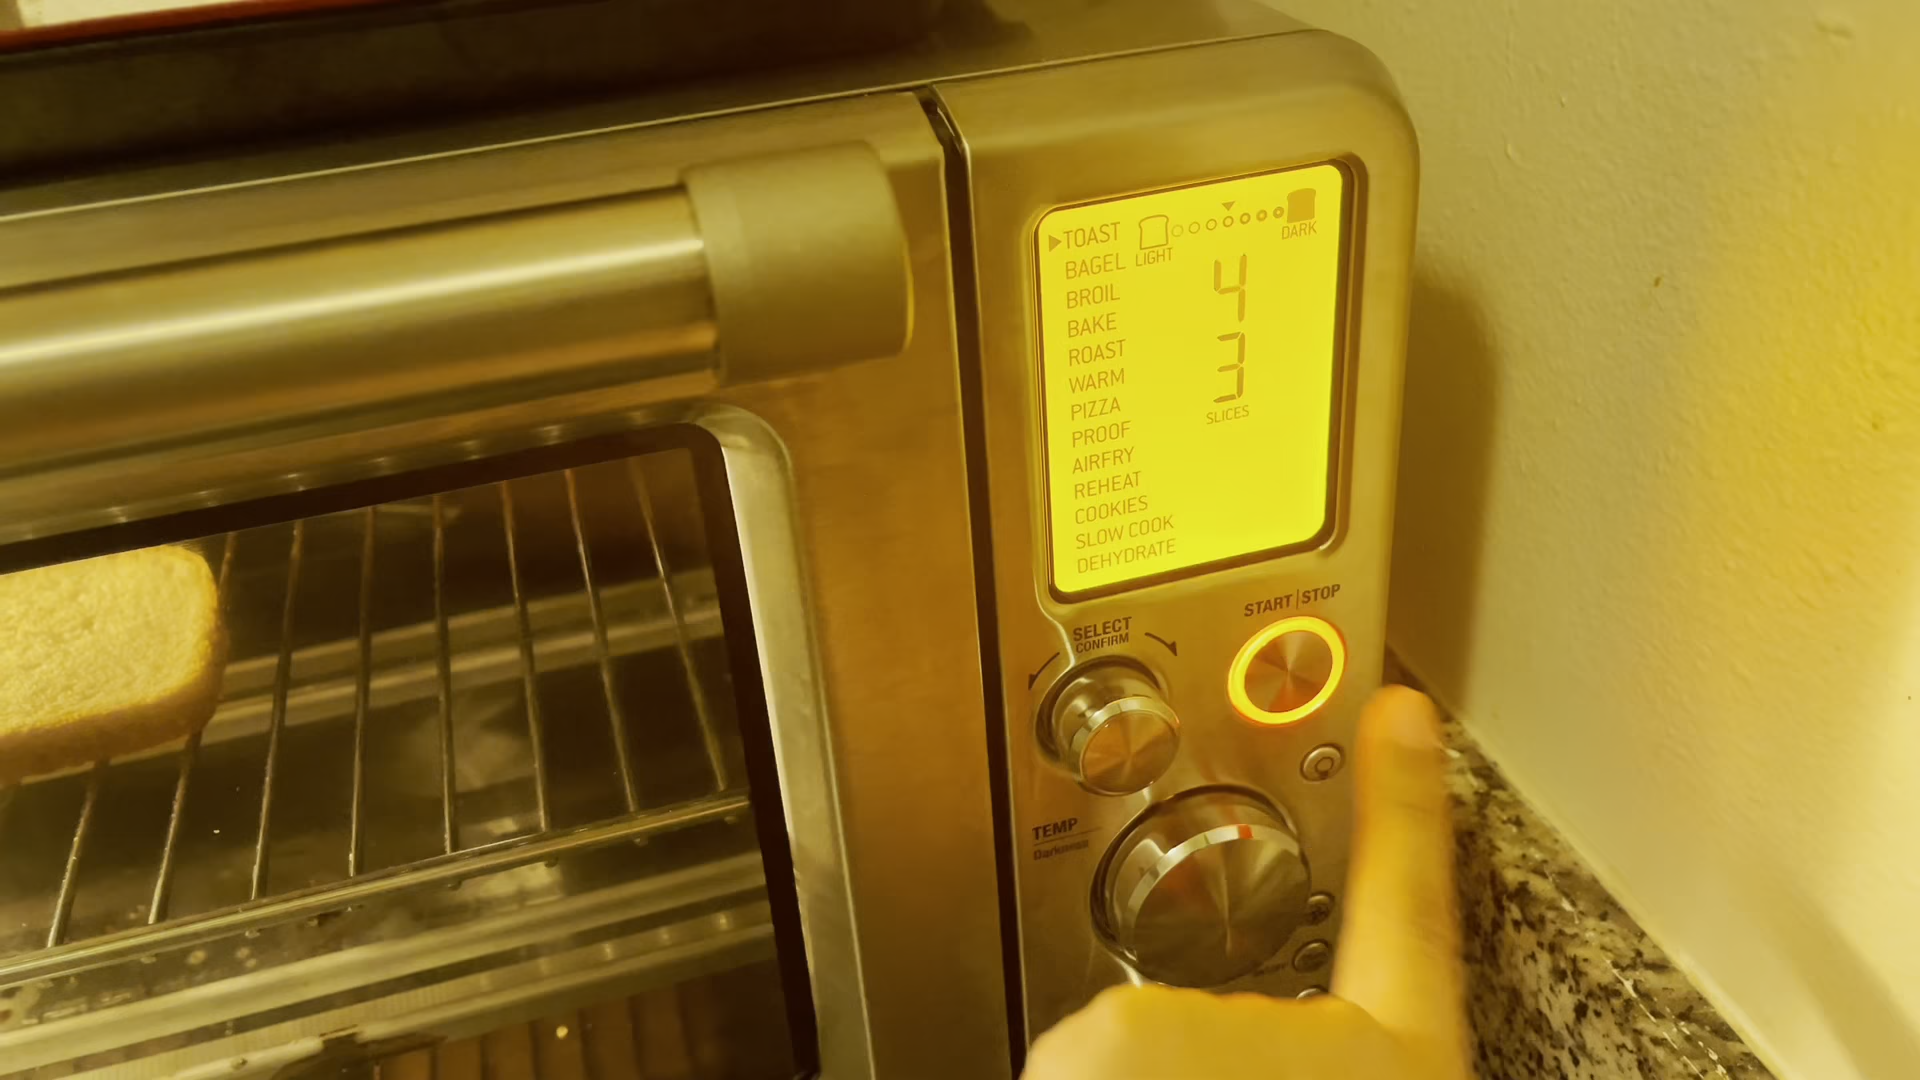 TOAST
LIGHT
DARK
BAGEL
BROIL
BAKE
ROAST
WARM
PIZZA
PROOF
AIRFRY
REHEAT
COOKIES
SLOW COOK
DEHYDRATE
4
3
SLICES
START|STOP
SELECT
CONFIRM
TEMP
Darkness